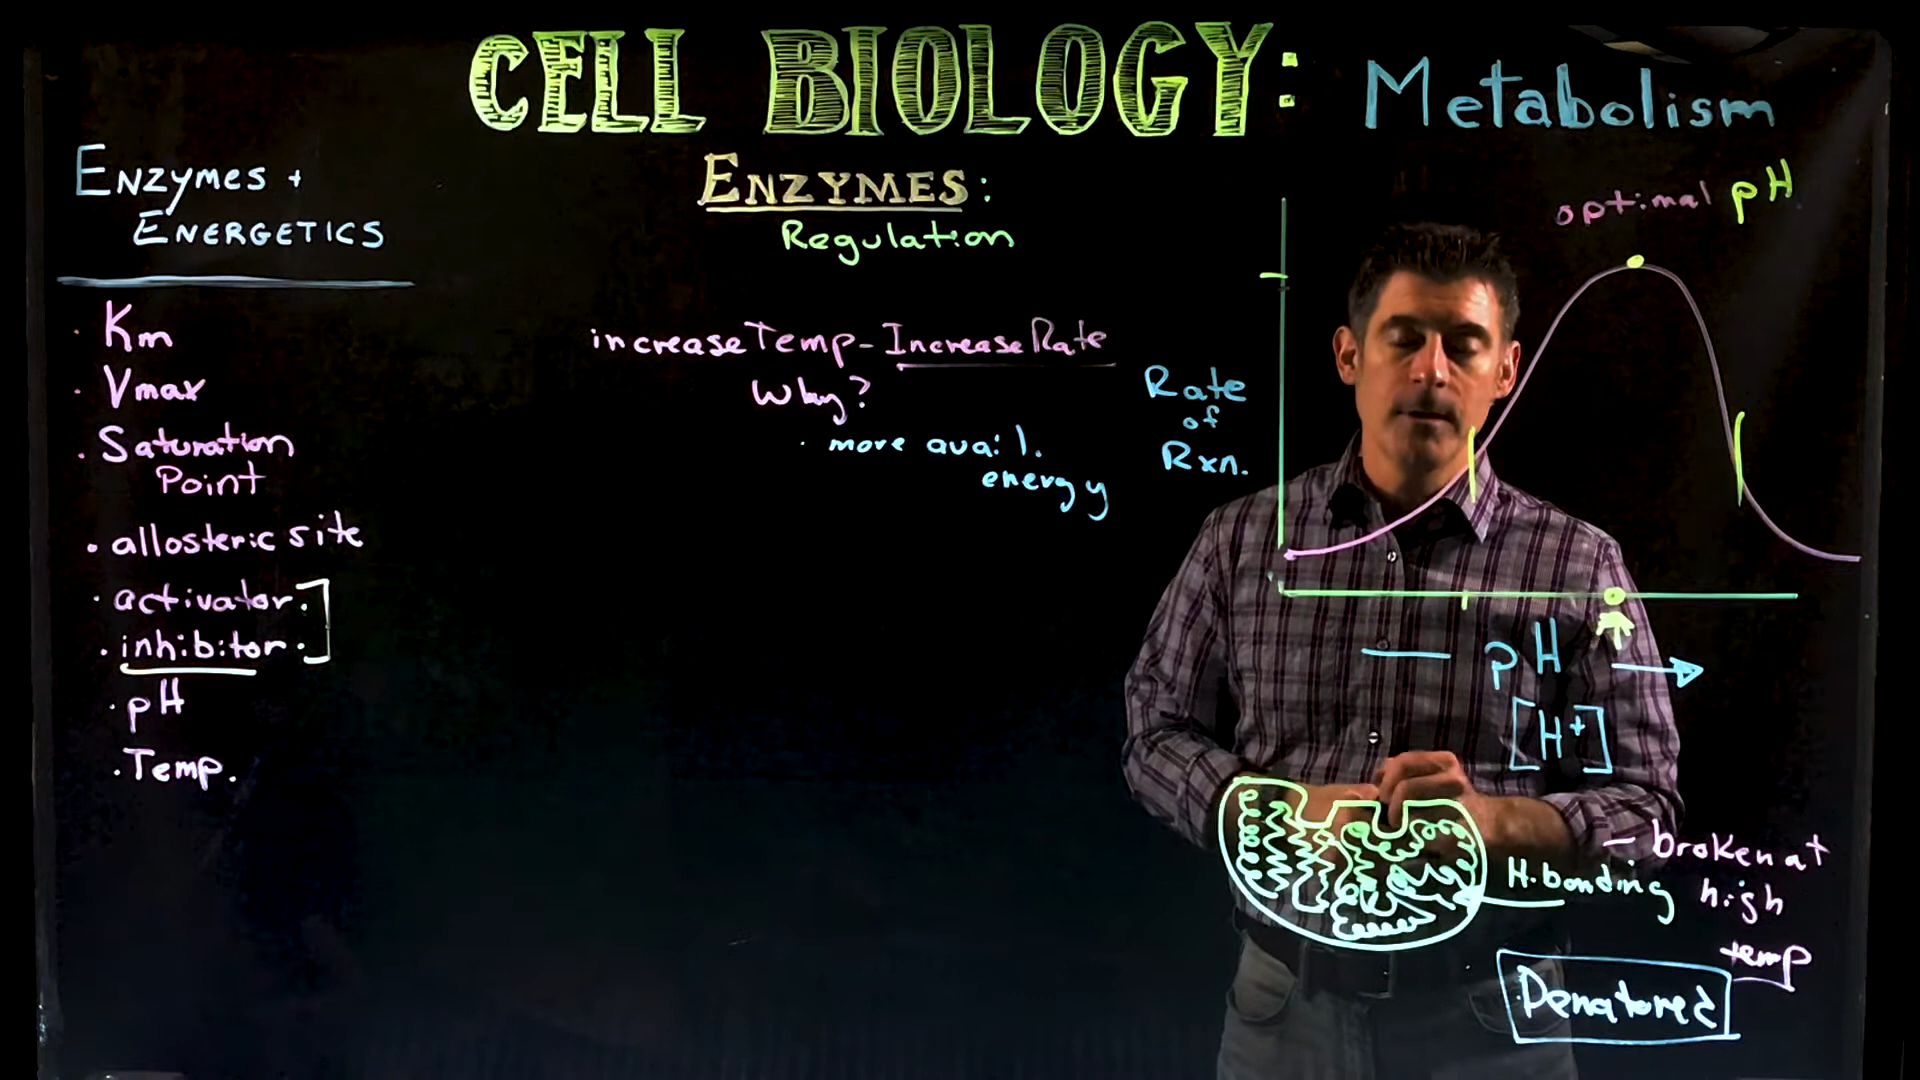 CELL BIOLOGY: Metabolism
ENZYMES +
ENERGETICS
· Km
· Vmax
· Saturation
Point
· allosteric site
· activator ·
· inhibitor ·
· pH
· Temp.
ENZYMES:
Regulation
increase Temp - Increase Rate
Why?
· more avail.
energy
optimal pH
Rate
of
Rxn.
pH
[H+]
H-bonding
- broken at
high
temp
Denatured